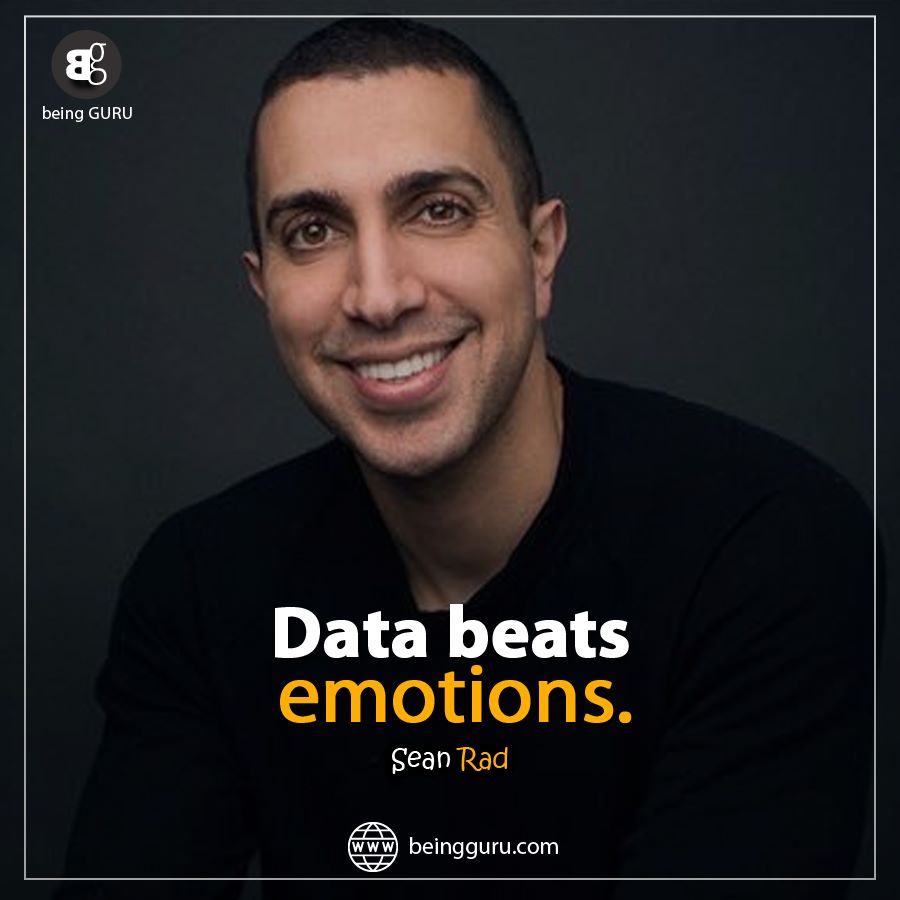 Bg
being GURU
Data beats
emotions.
Sean Rad
www
beingguru.com